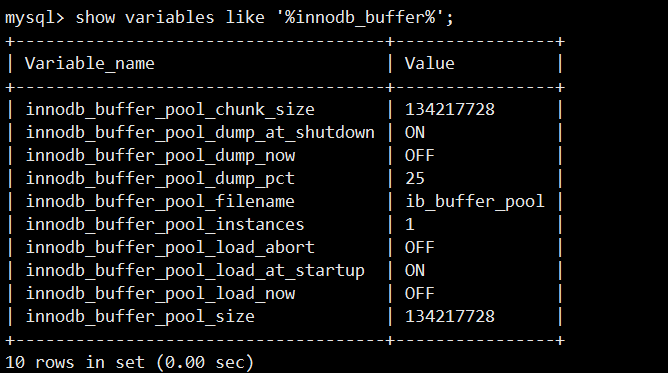 mysql> show variables like '%innodb_buffer%';
+-------------------------------------+----------------+
| Variable_name                       | Value          |
+-------------------------------------+----------------+
| innodb_buffer_pool_chunk_size       | 134217728      |
| innodb_buffer_pool_dump_at_shutdown | ON             |
| innodb_buffer_pool_dump_now         | OFF            |
| innodb_buffer_pool_dump_pct         | 25             |
| innodb_buffer_pool_filename         | ib_buffer_pool |
| innodb_buffer_pool_instances        | 1              |
| innodb_buffer_pool_load_abort       | OFF            |
| innodb_buffer_pool_load_at_startup  | ON             |
| innodb_buffer_pool_load_now         | OFF            |
| innodb_buffer_pool_size             | 134217728      |
+-------------------------------------+----------------+
10 rows in set (0.00 sec)